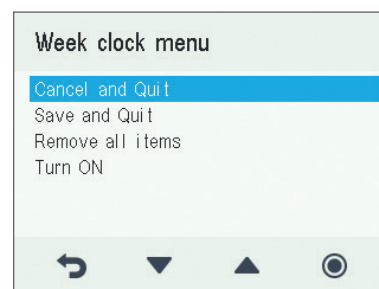 Week clock menu
Cancel and Quit
Save and Quit
Remove all items
Turn ON